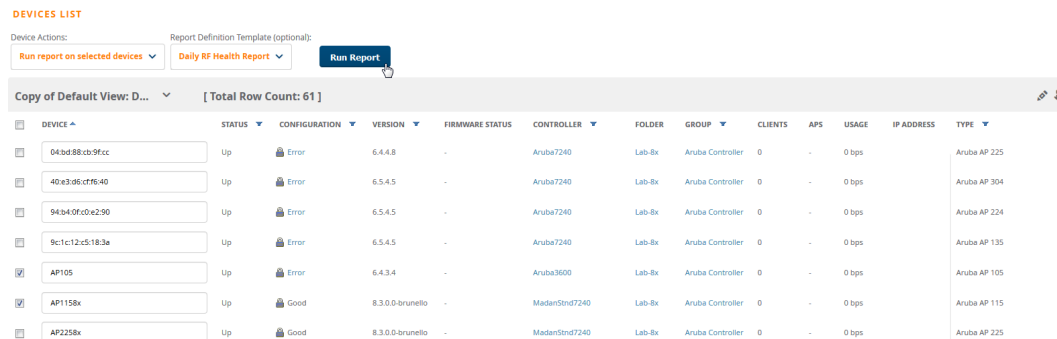 DEVICES LIST
Device Actions: Report Definition Template (optional):
Run report on selected devices Daily RF Health Report Run Report
Copy of Default View: D... [ Total Row Count: 61 ]
DEVICE STATUS CONFIGURATION VERSION FIRMWARE STATUS CONTROLLER FOLDER GROUP CLIENTS APS USAGE IP ADDRESS TYPE
04:bd:88:cb:9f:cc Up Error 6.4.4.8 - Aruba7240 Lab-8x Aruba Controller 0 - 0 bps Aruba AP 225
40:e3:d6:cf:f6:40 Up Error 6.5.4.5 - Aruba7240 Lab-8x Aruba Controller 0 - 0 bps Aruba AP 304
94:b4:0f:c0:e2:90 Up Error 6.5.4.5 - Aruba7240 Lab-8x Aruba Controller 0 - 0 bps Aruba AP 224
9c:1c:12:c5:18:3a Up Error 6.5.4.5 - Aruba7240 Lab-8x Aruba Controller 0 - 0 bps Aruba AP 135
AP105 Up Error 6.4.3.4 - Aruba3600 Lab-8x Aruba Controller 0 - 0 bps Aruba AP 105
AP1158x Up Good 8.3.0.0-brunello - MadanStnd7240 Lab-8x Aruba Controller 0 - 0 bps Aruba AP 115
AP2258x Up Good 8.3.0.0-brunello - MadanStnd7240 Lab-8x Aruba Controller 0 - 0 bps Aruba AP 225